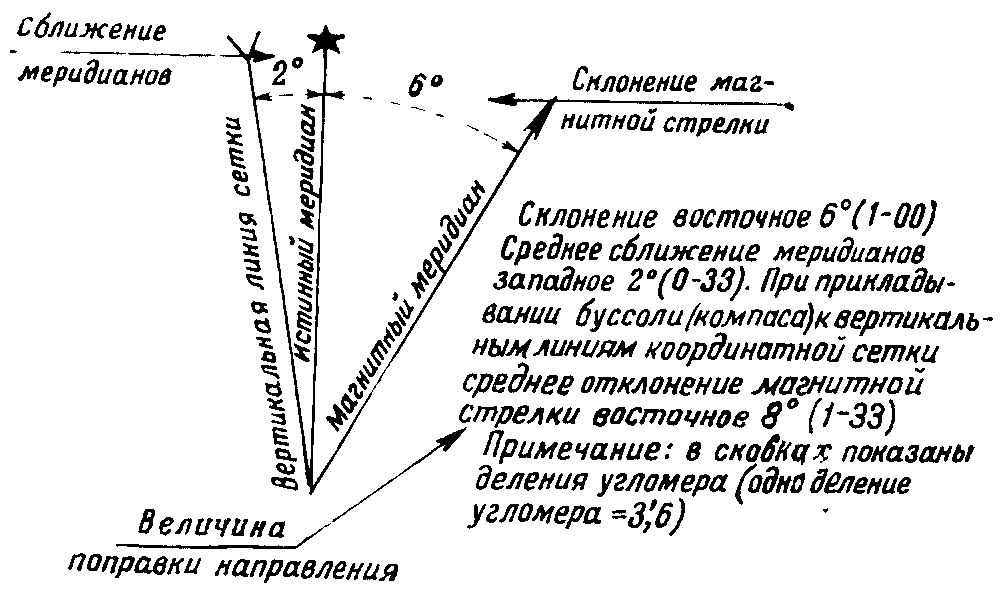 Сближение
меридианов
2°
6°
Склонение маг-
нитной стрелки
Вертикальная линия сетки
Истинный меридиан
Магнитный меридиан
Склонение восточное 6°(1-00)
Среднее сближение меридианов
западное 2°(0-33). При приклады-
вании буссоли (компаса) к вертикаль-
ным линиям координатной сетки
среднее отклонение магнитной
стрелки восточное 8° (1-33)
Примечание: в скобках показаны
деления угломера (одно деление
угломера =3',6)
Величина
поправки направления